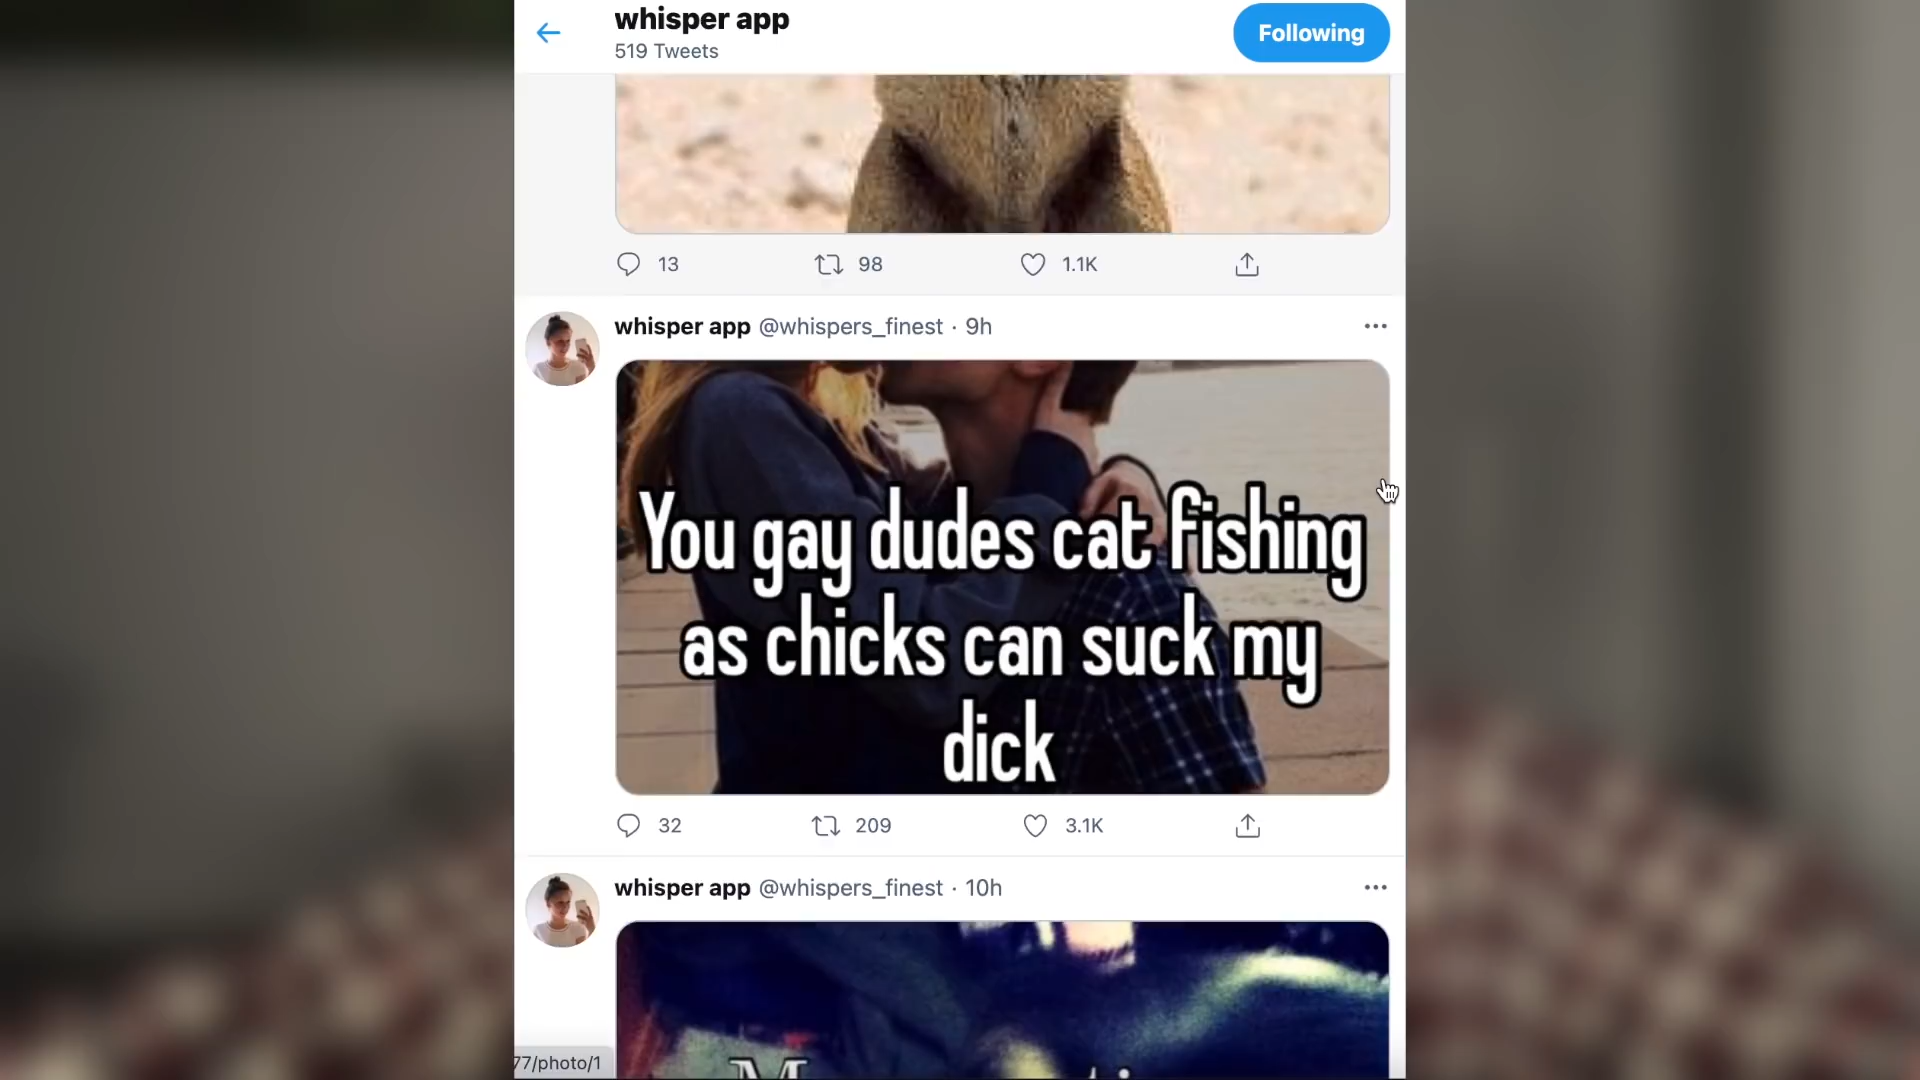 whisper app
519 Tweets
Following
13 98 1.1K
whisper app @whispers_finest · 9h
You gay dudes cat fishing
as chicks can suck my
dick
32 209 3.1K
whisper app @whispers_finest · 10h
77/photo/1